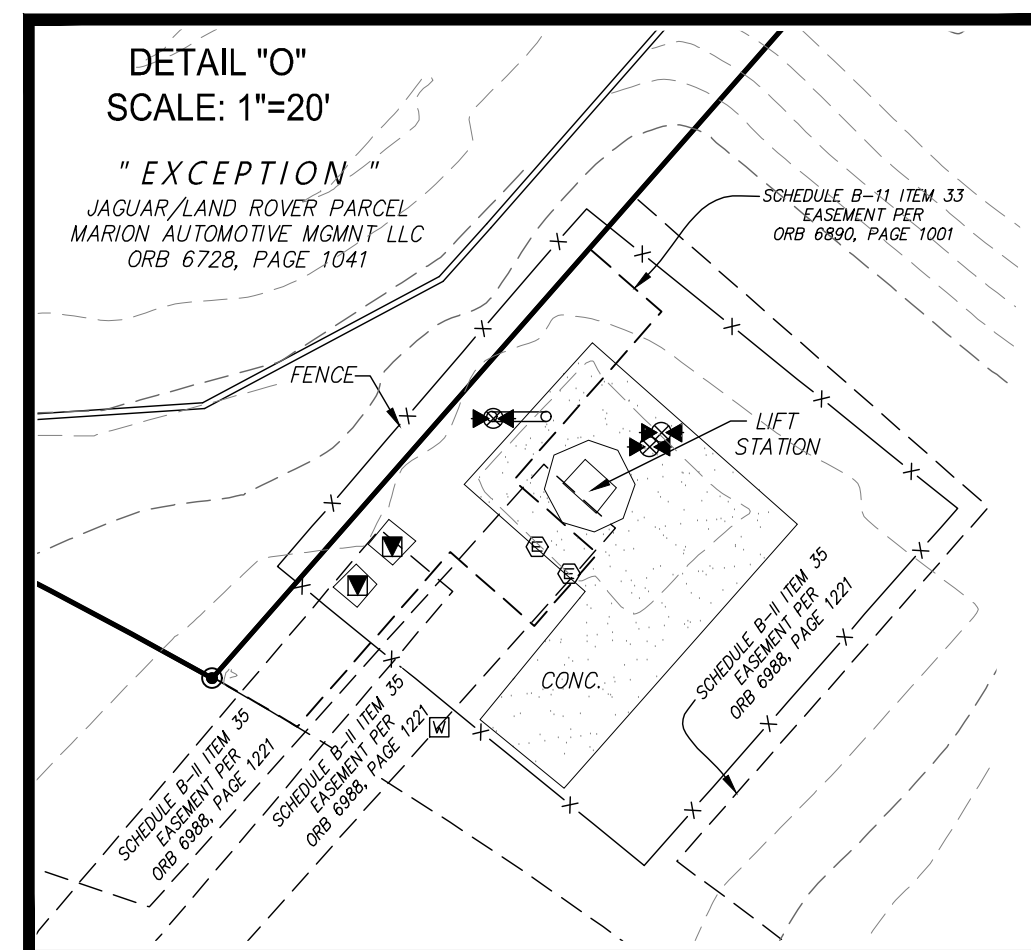 DETAIL "O"
SCALE: 1"=20'
" EXCEPTION "
JAGUAR/LAND ROVER PARCEL
MARION AUTOMOTIVE MGMNT LLC
ORB 6728, PAGE 1041
SCHEDULE B-11 ITEM 33
EASEMENT PER
ORB 6890, PAGE 1001
FENCE
LIFT
STATION
E
E
CONC.
W
SCHEDULE B-II ITEM 35
EASEMENT PER
ORB 6988, PAGE 1221
SCHEDULE B-II ITEM 35
EASEMENT PER
ORB 6988, PAGE 1221
SCHEDULE B-II ITEM 35
EASEMENT PER
ORB 6988, PAGE 1221